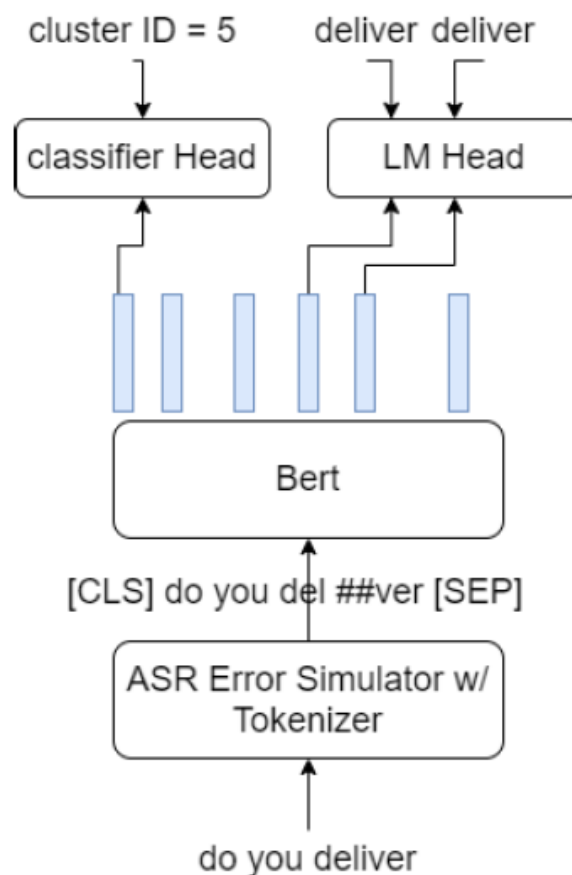 cluster ID = 5
deliver deliver
classifier Head
LM Head
Bert
[CLS] do you del ##ver [SEP]
ASR Error Simulator w/
Tokenizer
do you deliver